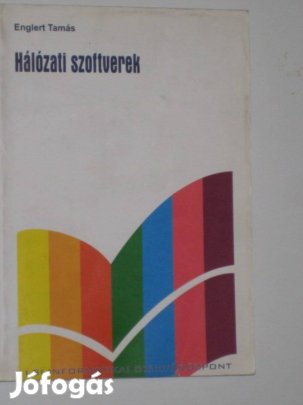 Englert Tamás
Hálózati szoftverek
Jófogás